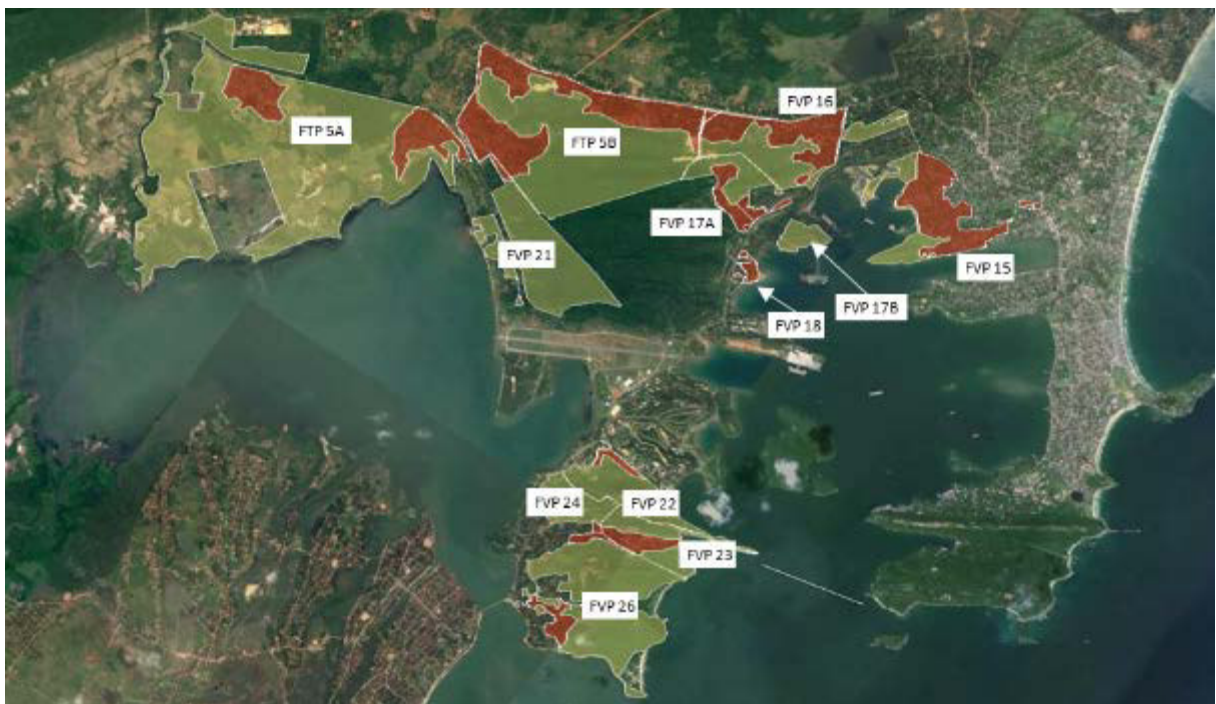 FVP 16
FTP 5A
FTP 5B
FVP 17A
FVP 21
FVP 15
FVP 17B
FVP 18
FVP 24
FVP 22
FVP 23
FVP 26